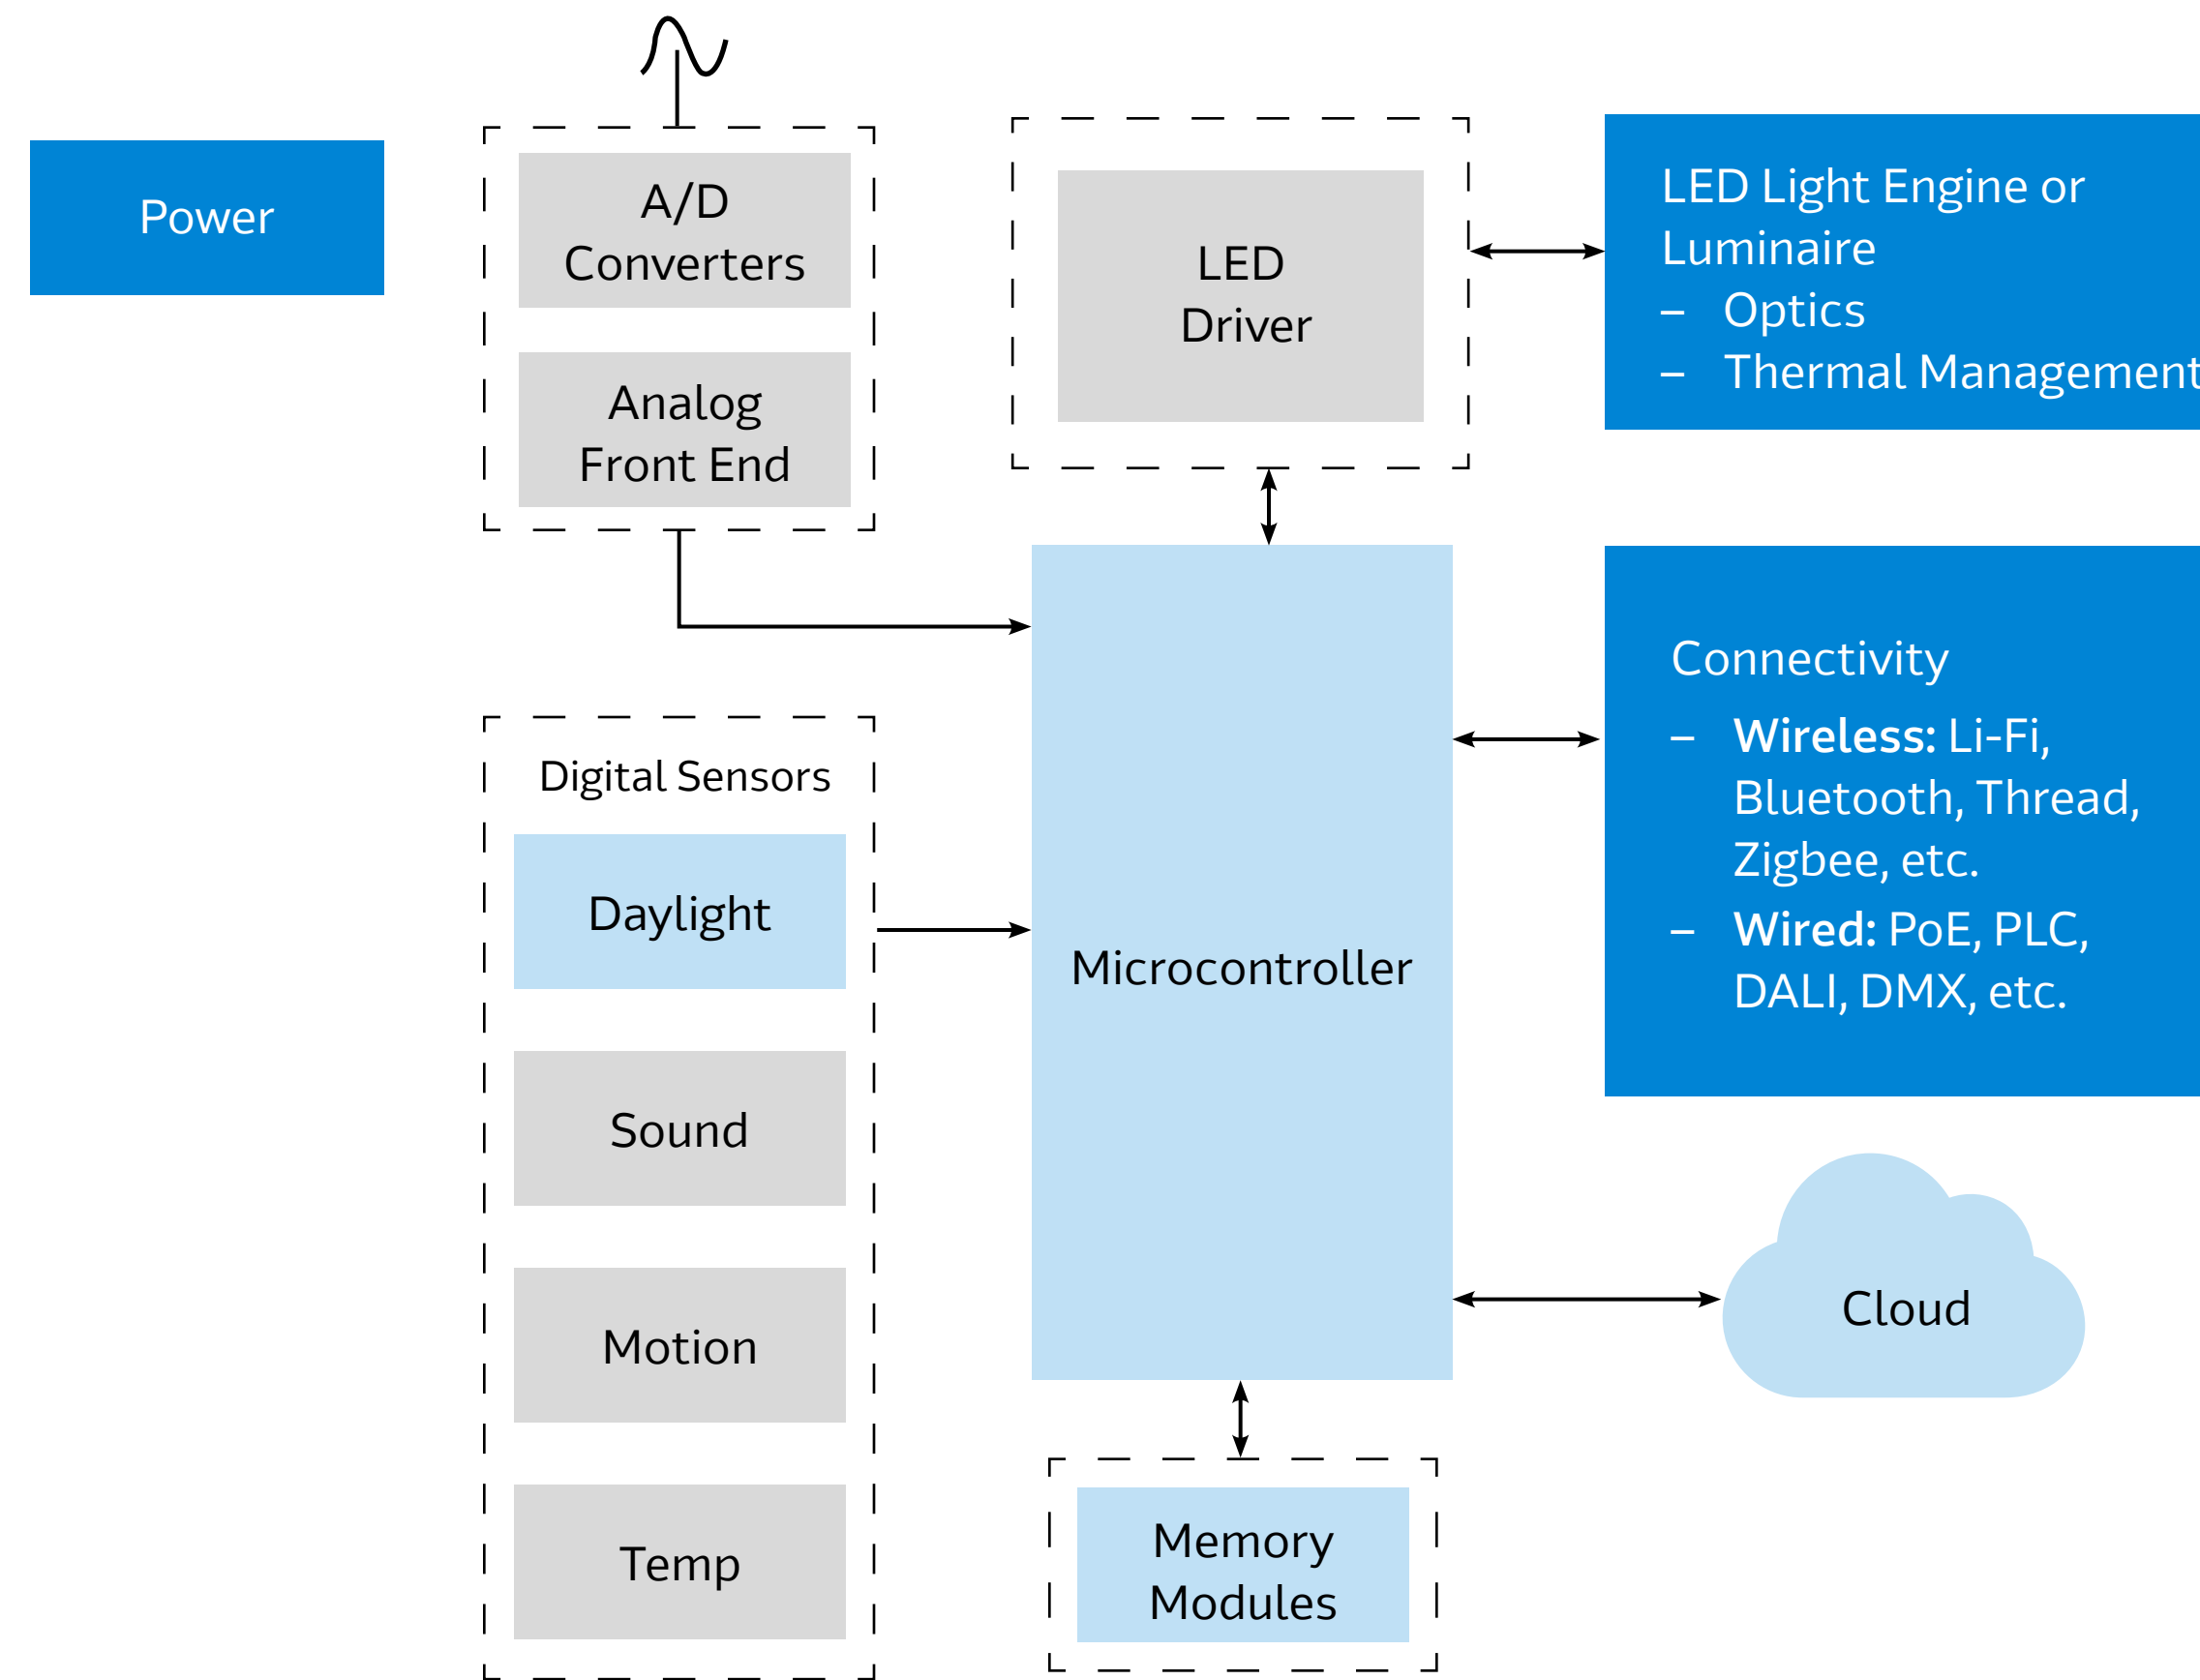 Power
A/D
Converters
Analog
Front End
LED
Driver
LED Light Engine or
Luminaire
– Optics
– Thermal Management
Connectivity
– Wireless: Li-Fi,
Bluetooth, Thread,
Zigbee, etc.
– Wired: PoE, PLC,
DALI, DMX, etc.
Digital Sensors
Daylight
Sound
Motion
Temp
Microcontroller
Cloud
Memory
Modules